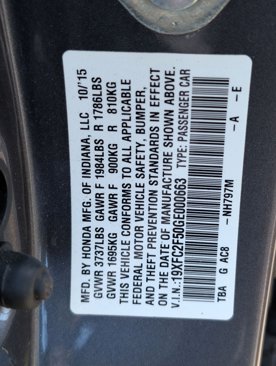 MFD. BY HONDA MFG. OF INDIANA, LLC 10/'15
GVWR 3737LBS GAWR F 1984LBS R 1786LBS
GVWR 1695KG GAWR F 900KG R 810KG
THIS VEHICLE CONFORMS TO ALL APPLICABLE
FEDERAL MOTOR VEHICLE SAFETY, BUMPER,
AND THEFT PREVENTION STANDARDS IN EFFECT
ON THE DATE OF MANUFACTURE SHOWN ABOVE.
V.I.N.: 19XFC2F50GE000663 TYPE: PASSENGER CAR
TBA G AC8 -NH797M -A -E